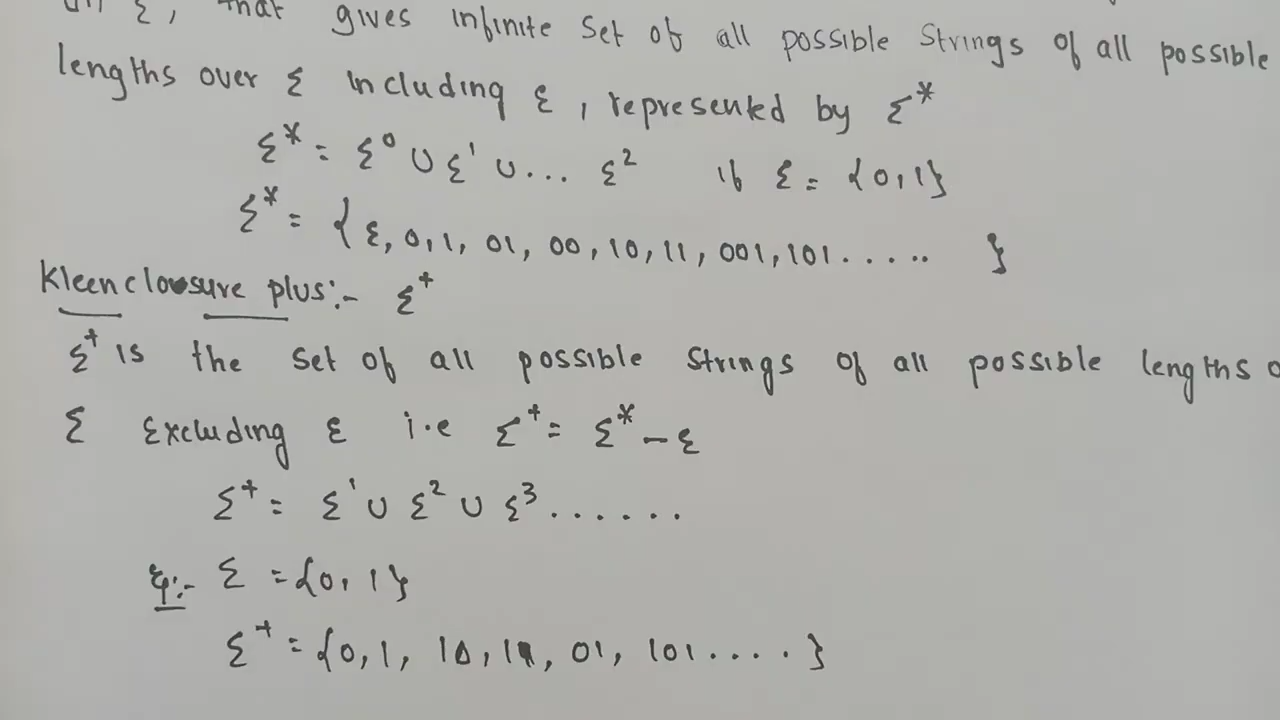 Σ, that gives infinite set of all possible strings of all possible
lengths over Σ including ε, represented by Σ*
Σ* = Σ⁰ ∪ Σ¹ ∪... Σ² if Σ = {0,1}
Σ* = {ε, 0,1, 01, 00, 10, 11, 001, 101..... .. }
Kleenclosure plus:- Σ⁺
Σ⁺ is the set of all possible strings of all possible lengths
Σ Excluding ε i.e Σ⁺ = Σ* - ε
Σ⁺ = Σ¹ ∪ Σ² ∪ Σ³......
Σ = {0, 1}
Σ⁺ = {0, 1, 10, 11, 01, 101.... }